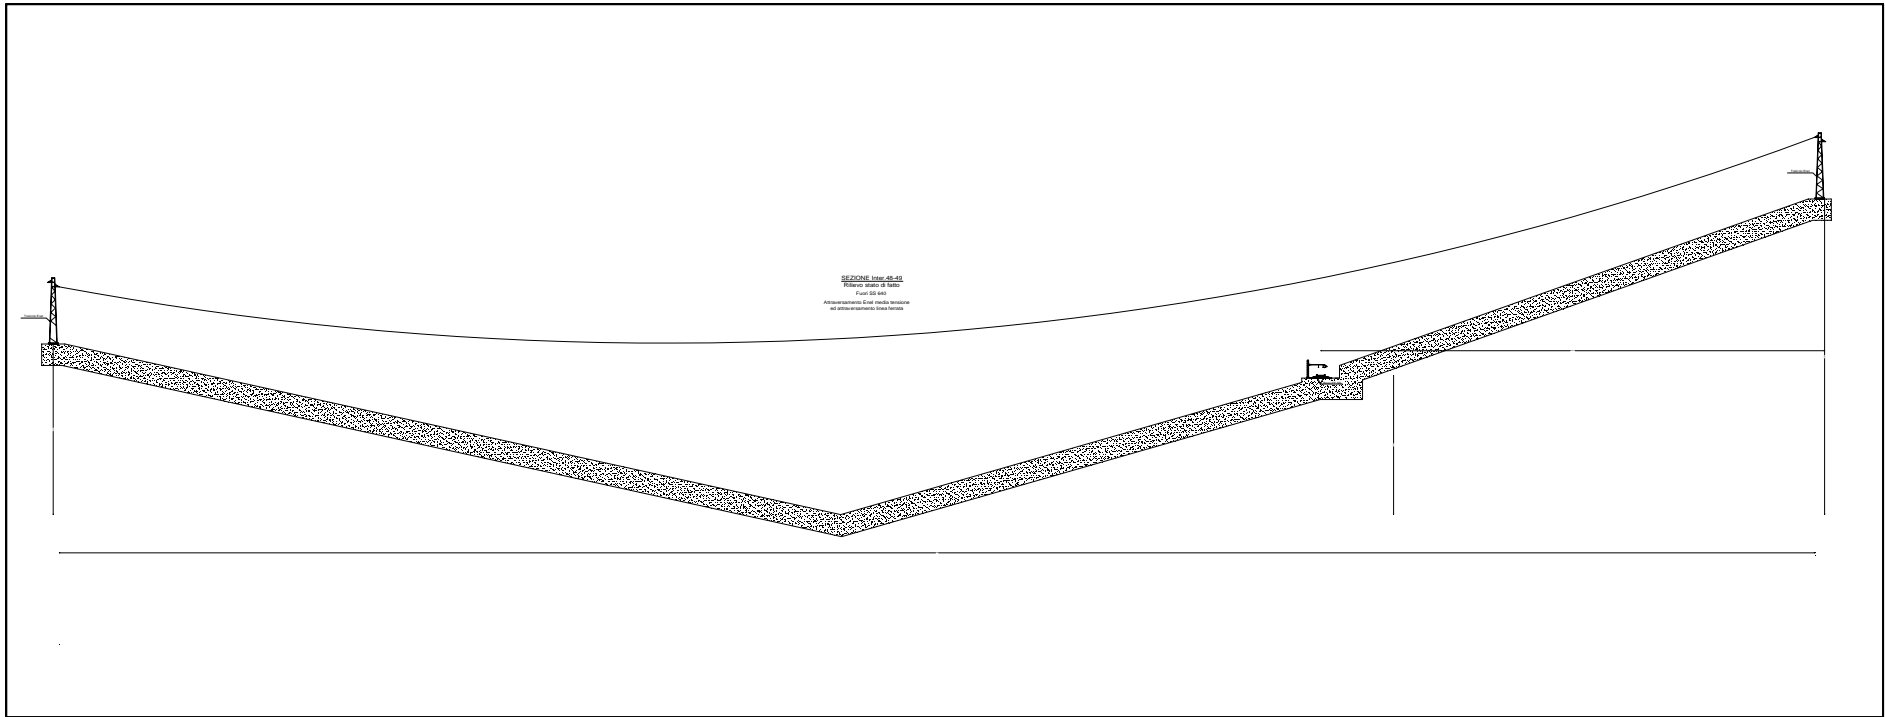 SEZIONE Inter.48-49
Rilievo stato di fatto
Fuori SS 640
Attraversamento Enel media tensione
ed attraversamento linea ferrata